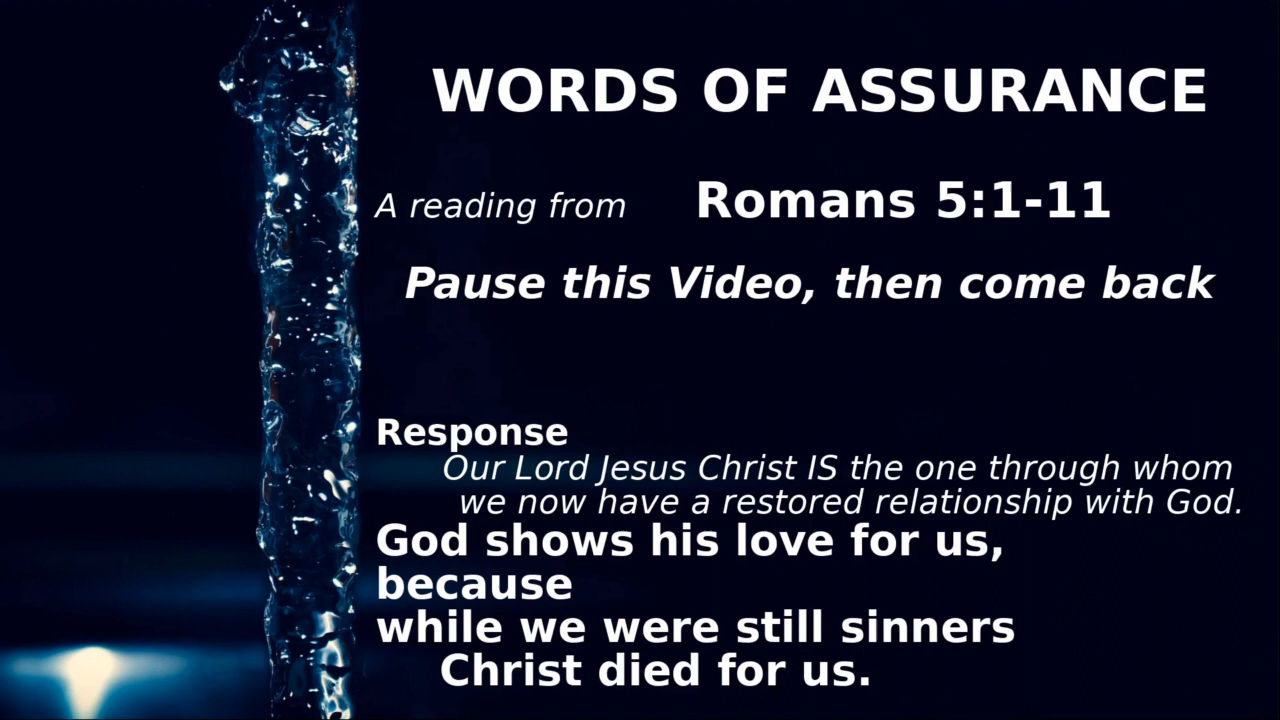 WORDS OF ASSURANCE
A reading from Romans 5:1-11
Pause this Video, then come back
Response
Our Lord Jesus Christ IS the one through whom
we now have a restored relationship with God.
God shows his love for us,
because
while we were still sinners
Christ died for us.